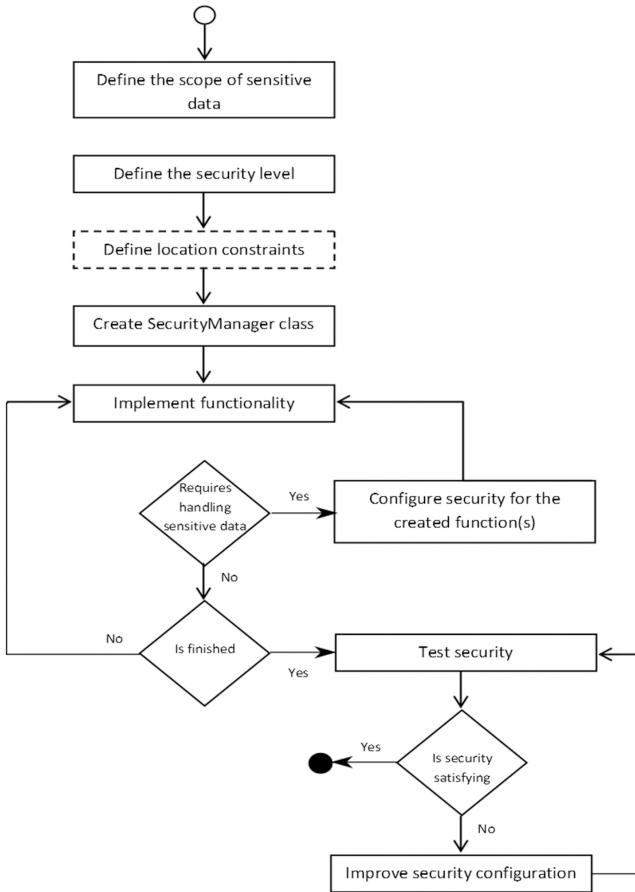 Define the scope of sensitive
data
Define the security level
Define location constraints
Create SecurityManager class
Implement functionality
Requires
handling
sensitive data
Yes
Configure security for the
created function(s)
No
Is finished
No
Yes
Test security
Is security
satisfying
Yes
No
Improve security configuration